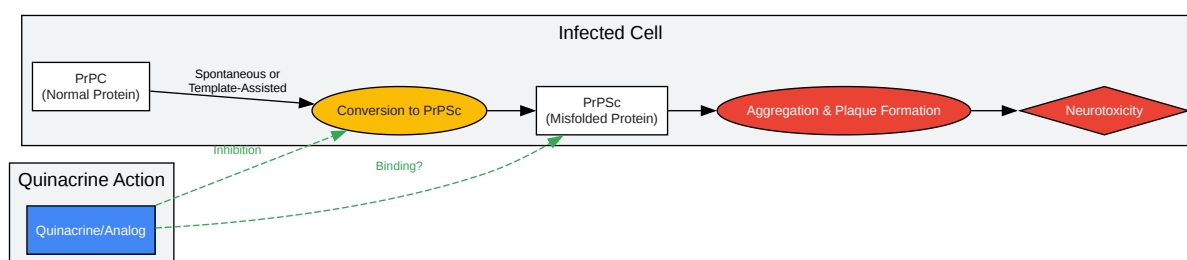 Infected Cell
PrPC
(Normal Protein)
Spontaneous or
Template-Assisted
Conversion to PrPSc
PrPSc
(Misfolded Protein)
Aggregation & Plaque Formation
Neurotoxicity
Inhibition
Binding?
Quinacrine Action
Quinacrine/Analog